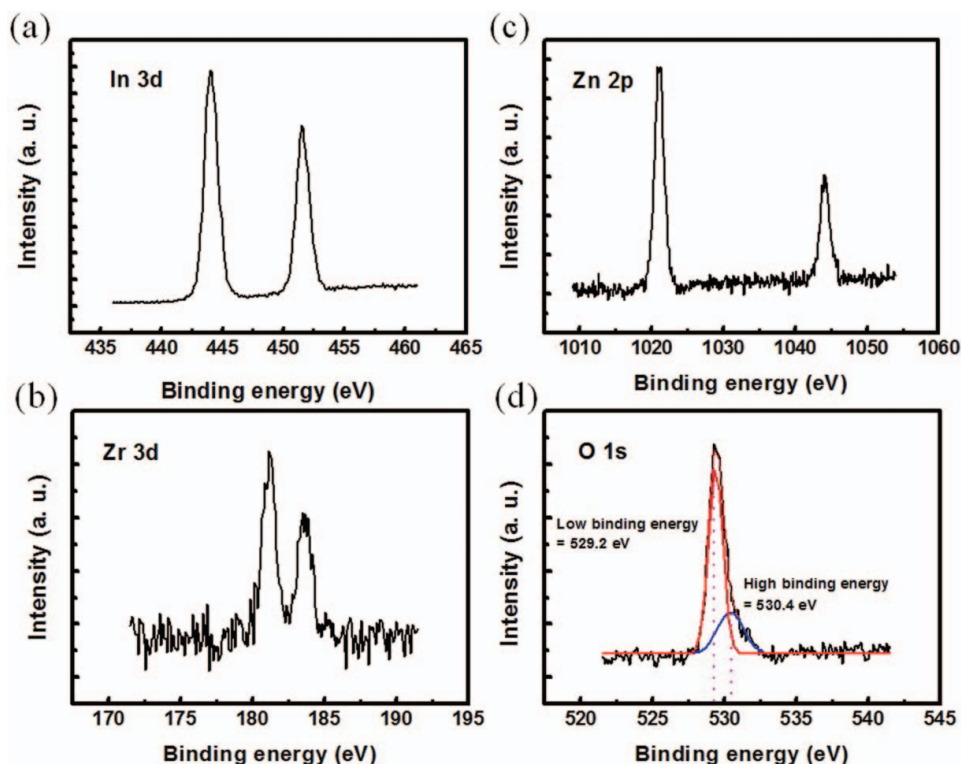 (a)
In 3d
Intensity (a. u.)
435 440 445 450 455 460 465
Binding energy (eV)
(c)
Zn 2p
Intensity (a. u.)
1010 1020 1030 1040 1050 1060
Binding energy (eV)
(b)
Zr 3d
Intensity (a. u.)
170 175 180 185 190 195
Binding energy (eV)
(d)
O 1s
Low binding energy
= 529.2 eV
High binding energy
= 530.4 eV
Intensity (a. u.)
520 525 530 535 540 545
Binding energy (eV)